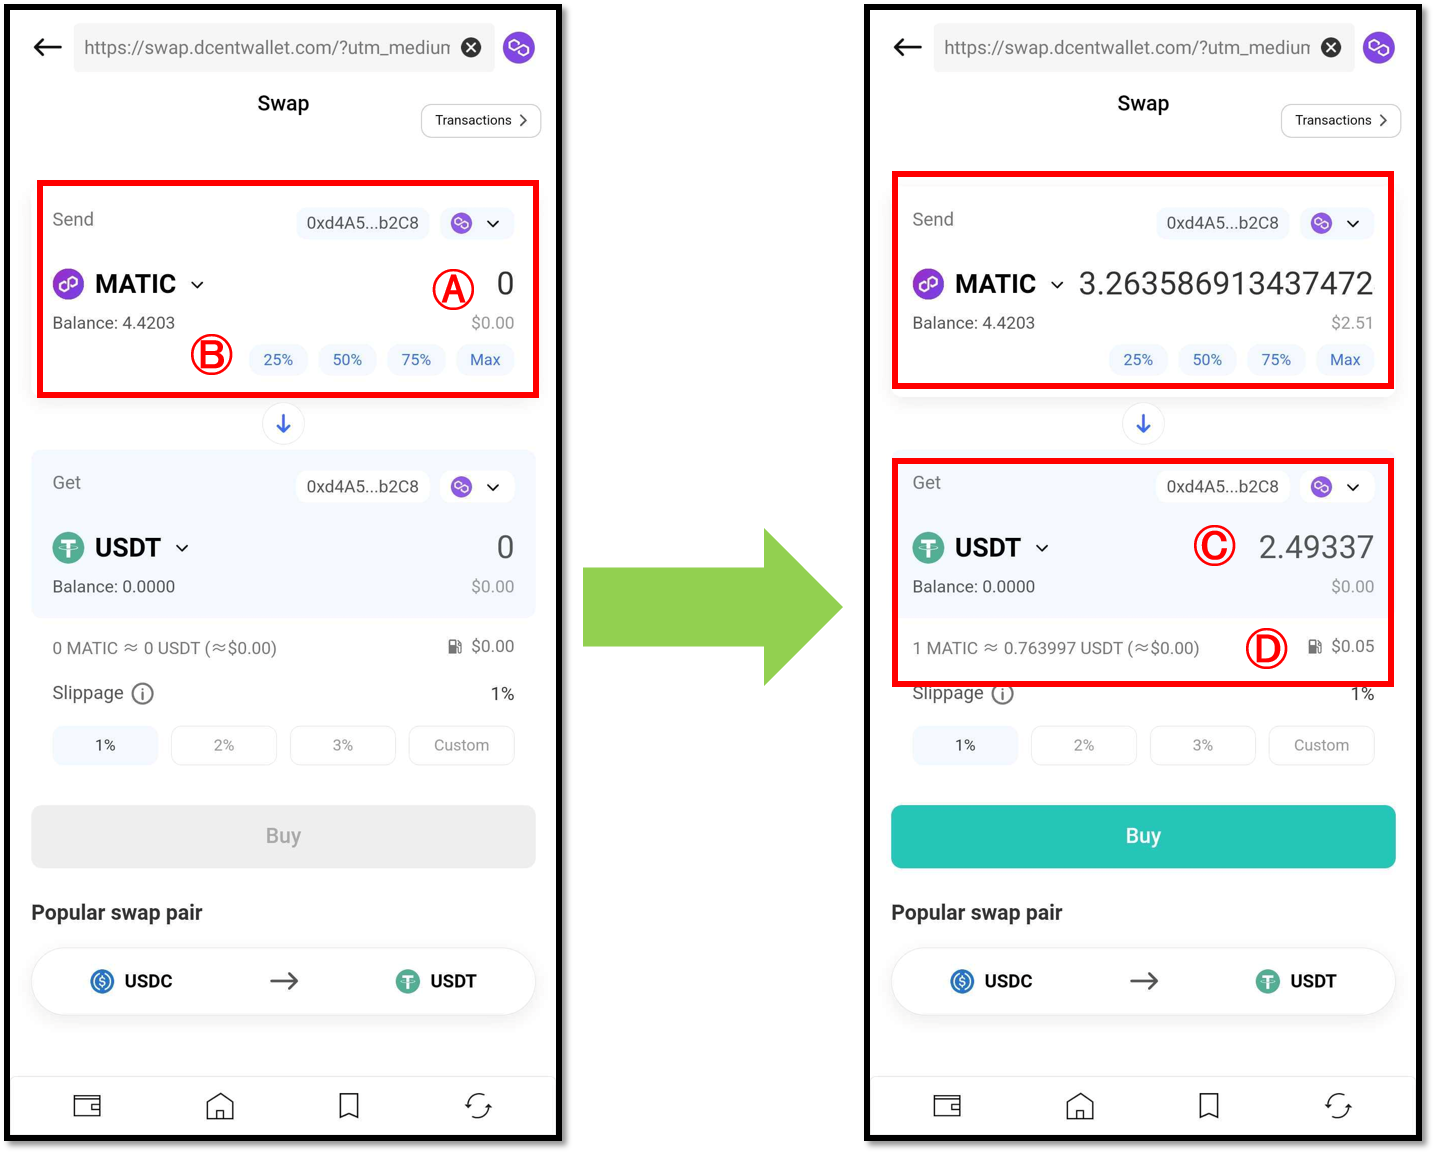 https://swap.dcentwallet.com/?utm_medium
Swap
Transactions
Send
0xd4A5...b2C8
MATIC
Ⓐ
0
Balance: 4.4203
$0.00
Ⓑ
25%
50%
75%
Max
Get
0xd4A5...b2C8
USDT
0
Balance: 0.0000
$0.00
0 MATIC ≈ 0 USDT (≈$0.00)
$0.00
Slippage
1%
1%
2%
3%
Custom
Buy
Popular swap pair
USDC
USDT
https://swap.dcentwallet.com/?utm_medium
Swap
Transactions
Send
0xd4A5...b2C8
MATIC
3.263586913437472
Balance: 4.4203
$2.51
25%
50%
75%
Max
Get
0xd4A5...b2C8
USDT
Ⓒ
2.49337
Balance: 0.0000
$0.00
1 MATIC ≈ 0.763997 USDT (≈$0.00)
Ⓓ
$0.05
Slippage
1%
1%
2%
3%
Custom
Buy
Popular swap pair
USDC
USDT